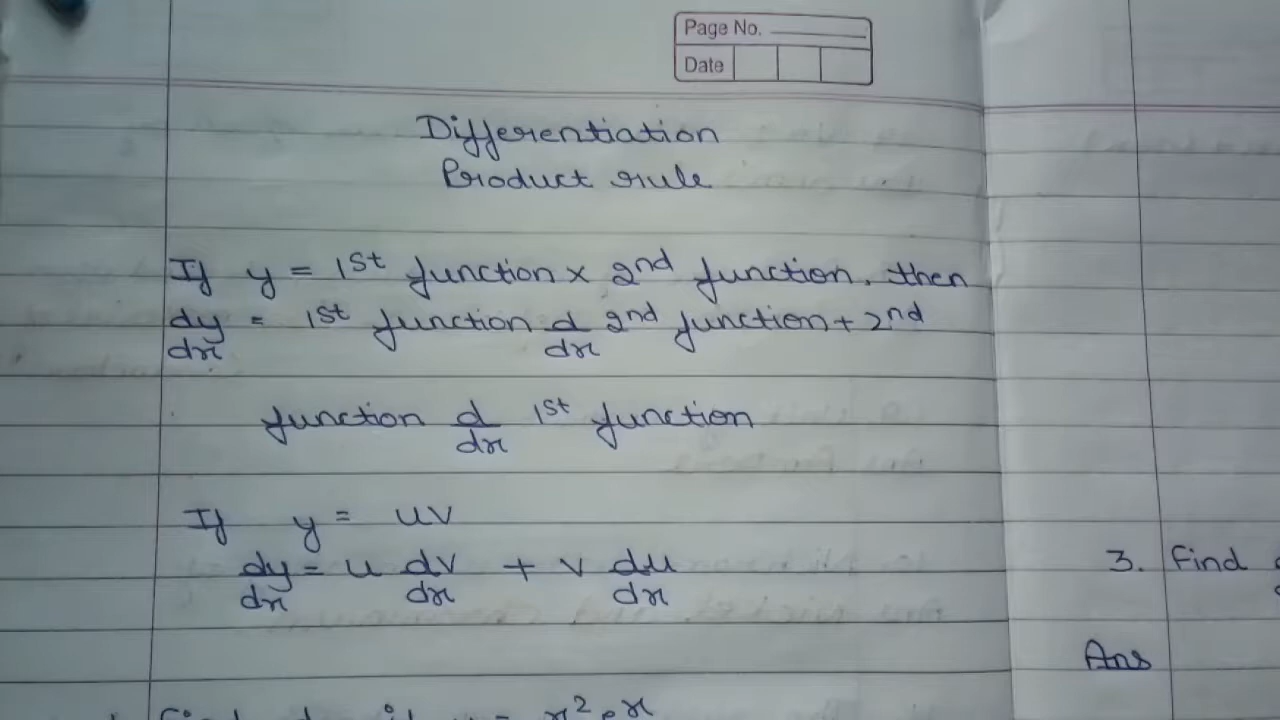 Page No.
Date
Differentiation
Product rule
If y = 1st function x 2nd function, then
dy/dx = 1st function d/dx 2nd function + 2nd
function d/dx 1st function
If y = uv
dy/dx = u dv/dx + v du/dx
3. Find
Ans
x².x